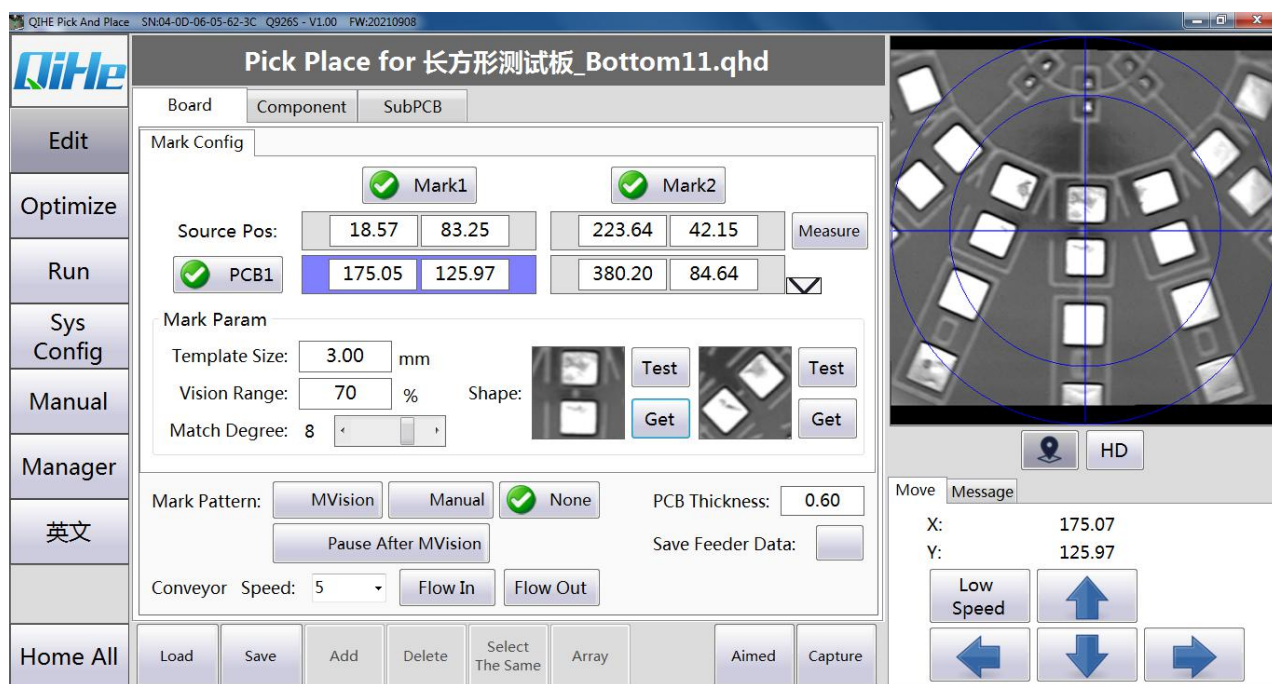 QIHE Pick And Place SN:04-0D-06-05-62-3C Q926S - V1.00 FW:20210908
QiHe
Pick Place for 长方形测试板_Bottom11.qhd
Board Component SubPCB
Edit
Optimize
Run
Sys
Config
Manual
Manager
英文
Home All
Mark Config
Mark1 Mark2
Source Pos: 18.57 83.25 223.64 42.15 Measure
PCB1 175.05 125.97 380.20 84.64
Mark Param
Template Size: 3.00 mm
Vision Range: 70 %
Match Degree: 8
Shape: Test Get Test Get
Mark Pattern: MVision Manual None PCB Thickness: 0.60
Pause After MVision Save Feeder Data:
Conveyor Speed: 5 Flow In Flow Out
Load Save Add Delete Select The Same Array Aimed Capture
HD
Move Message
X: 175.07
Y: 125.97
Low
Speed